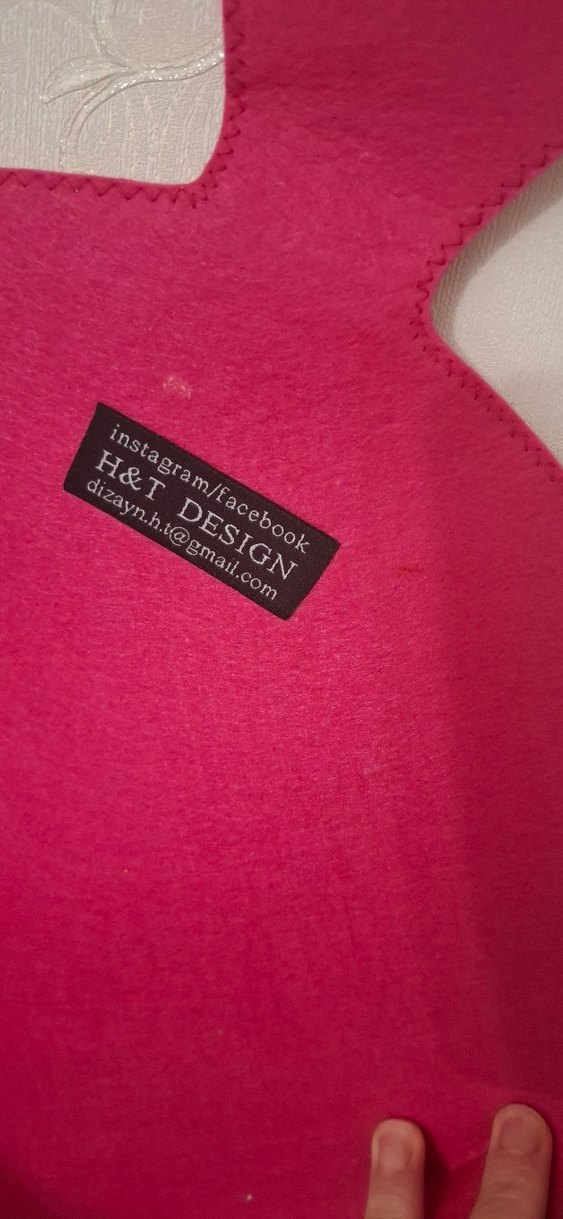 instagram/facebook
H&T DESIGN
dizayn.h.t@gmail.com